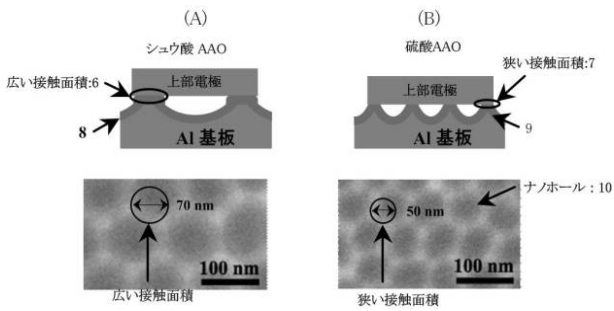 (A)
シュウ酸 AAO
広い接触面積:6
上部電極
8
Al 基板
70 nm
100 nm
広い接触面積
(B)
硫酸AAO
狭い接触面積:7
上部電極
9
Al 基板
ナノホール：10
50 nm
100 nm
狭い接触面積